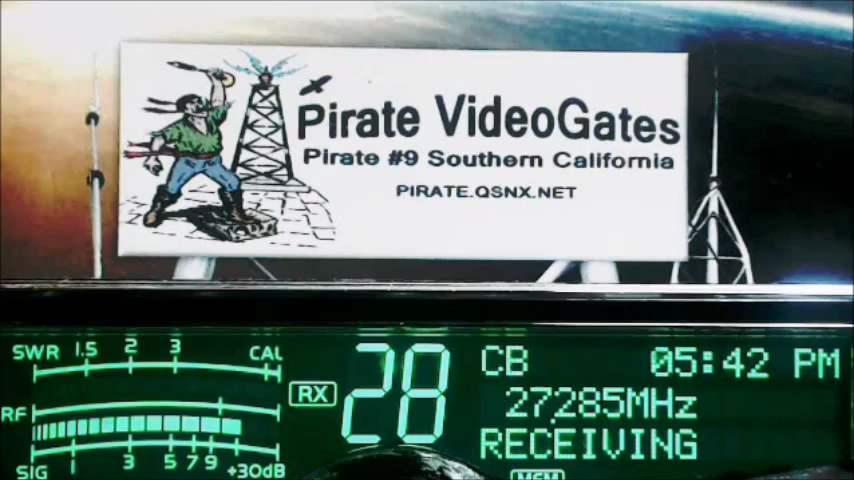 Pirate VideoGates
Pirate #9 Southern California
PIRATE.QSNX.NET
SWR 1.5 2 3 CAL
RX
28
CB 05:42 PM
27.285MHz
RECEIVING
RF
SIG 1 3 5 7 9 +30dB
MEM